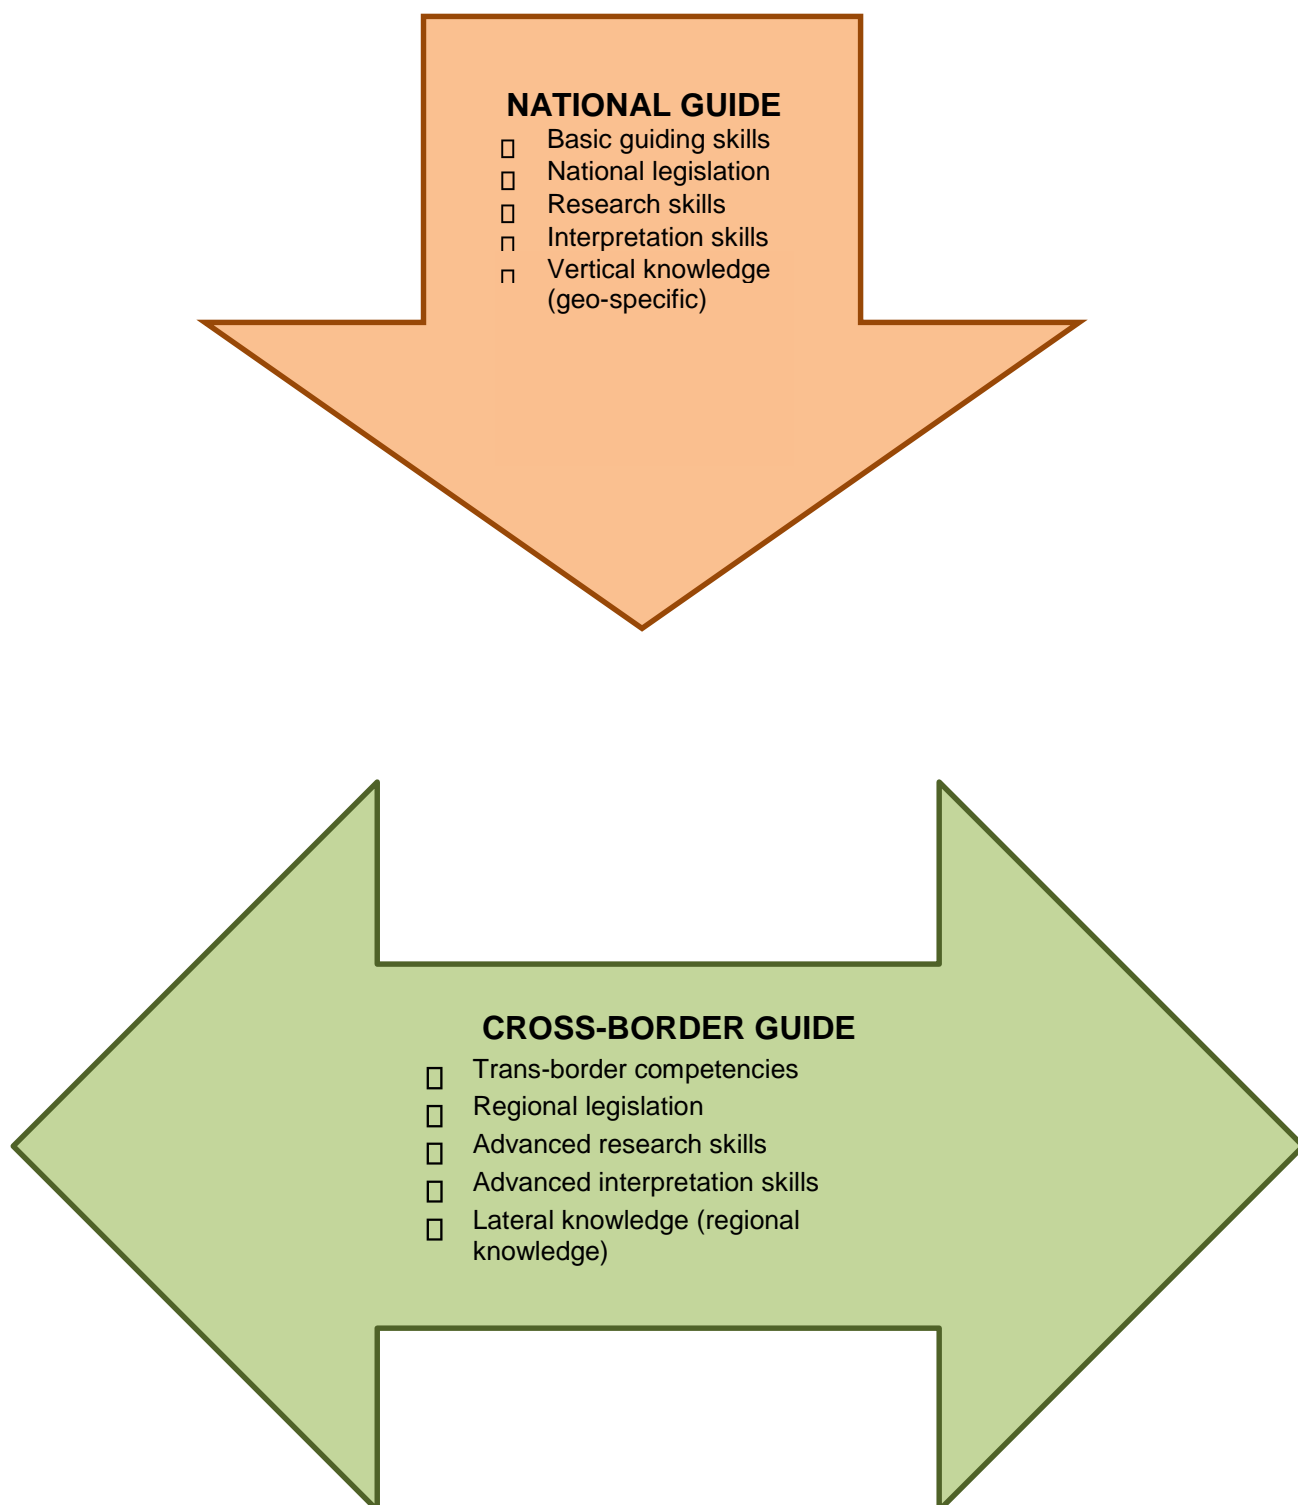 NATIONAL GUIDE
Basic guiding skills
National legislation
Research skills
Interpretation skills
Vertical knowledge
(geo-specific)
CROSS-BORDER GUIDE
Trans-border competencies
Regional legislation
Advanced research skills
Advanced interpretation skills
Lateral knowledge (regional
knowledge)